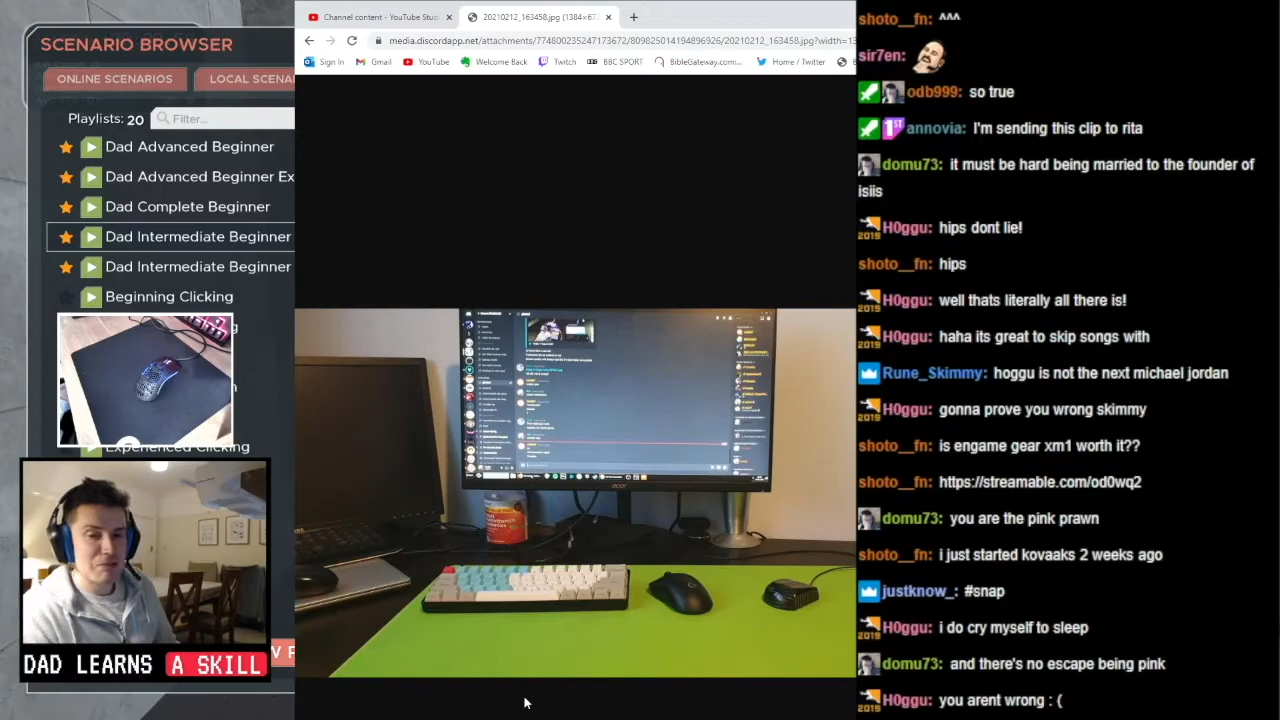 SCENARIO BROWSER
ONLINE SCENARIOS
LOCAL SCENA
Playlists: 20
Filter...
Dad Advanced Beginner
Dad Advanced Beginner Ex
Dad Complete Beginner
Dad Intermediate Beginner
Dad Intermediate Beginner
Beginning Clicking
Experienced Clicking
DAD LEARNS A SKILL
Channel content - YouTube Stud
20210212_163458.jpg (1384×67
media.discordapp.net/attachments/774800235247173672/809825014194896926/20210212_163458.jpg?width=13
Sign In
Gmail
YouTube
Welcome Back
Twitch
BBC SPORT
BibleGateway.com...
Home / Twitter
acer
shoto__fn: ^^^
sir7en:
odb999: so true
annovia: I'm sending this clip to rita
domu73: it must be hard being married to the founder of
isiis
H0ggu: hips dont lie!
shoto__fn: hips
H0ggu: well thats literally all there is!
H0ggu: haha its great to skip songs with
Rune_Skimmy: hoggu is not the next michael jordan
H0ggu: gonna prove you wrong skimmy
shoto__fn: is engame gear xm1 worth it??
shoto__fn: https://streamable.com/od0wq2
domu73: you are the pink prawn
shoto__fn: i just started kovaaks 2 weeks ago
justknow_: #snap
H0ggu: i do cry myself to sleep
domu73: and there's no escape being pink
H0ggu: you arent wrong : (